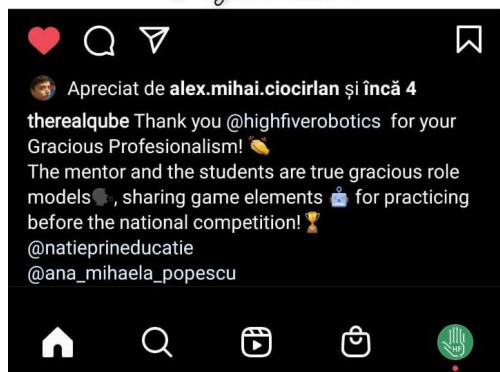 Apreciat de alex.mihai.ciocirlan și încă 4
therealqube Thank you @highfiverobotics for your
Gracious Profesionalism! 👏
The mentor and the students are true gracious role
models🗣, sharing game elements 🤖 for practicing
before the national competition!🏆
@natieprineducatie
@ana_mihaela_popescu
HF